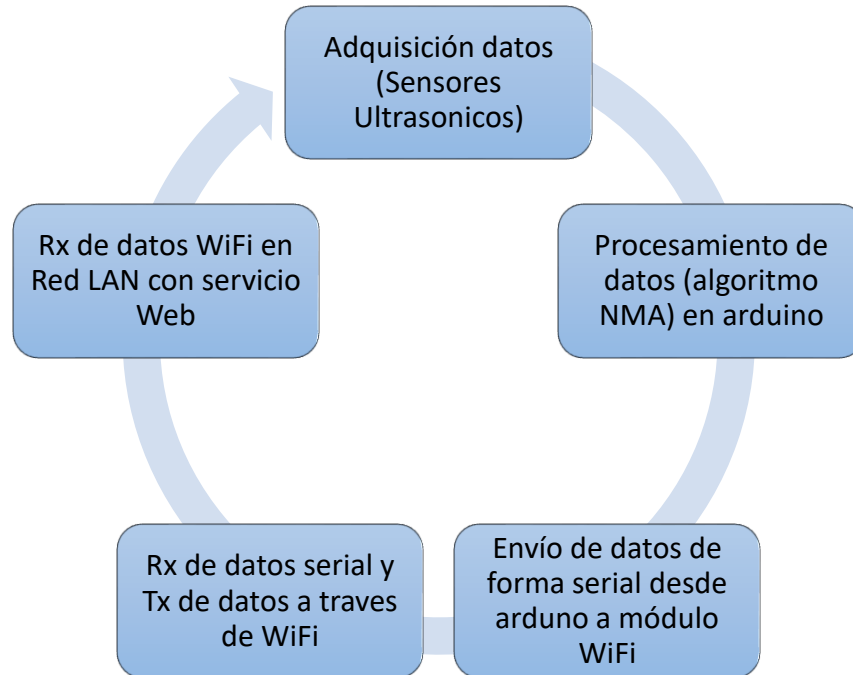 Adquisición datos
(Sensores
Ultrasonicos)
Procesamiento de
datos (algoritmo
NMA) en arduino
Envío de datos de
forma serial desde
arduno a módulo
WiFi
Rx de datos serial y
Tx de datos a traves
de WiFi
Rx de datos WiFi en
Red LAN con servicio
Web